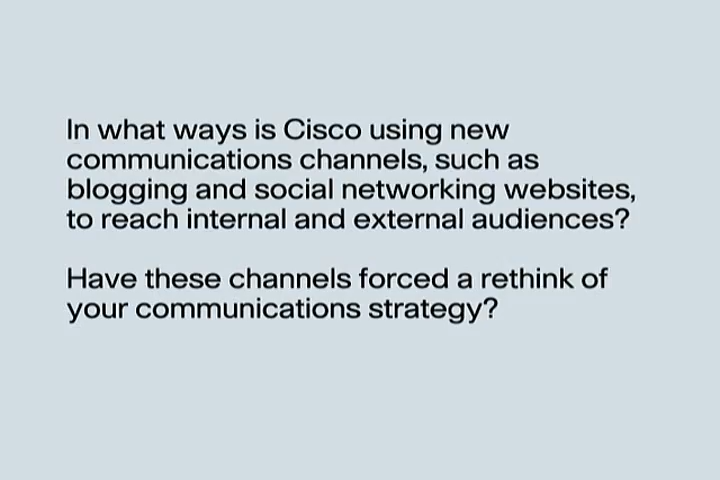 In what ways is Cisco using new
communications channels, such as
blogging and social networking websites,
to reach internal and external audiences?
Have these channels forced a rethink of
your communications strategy?